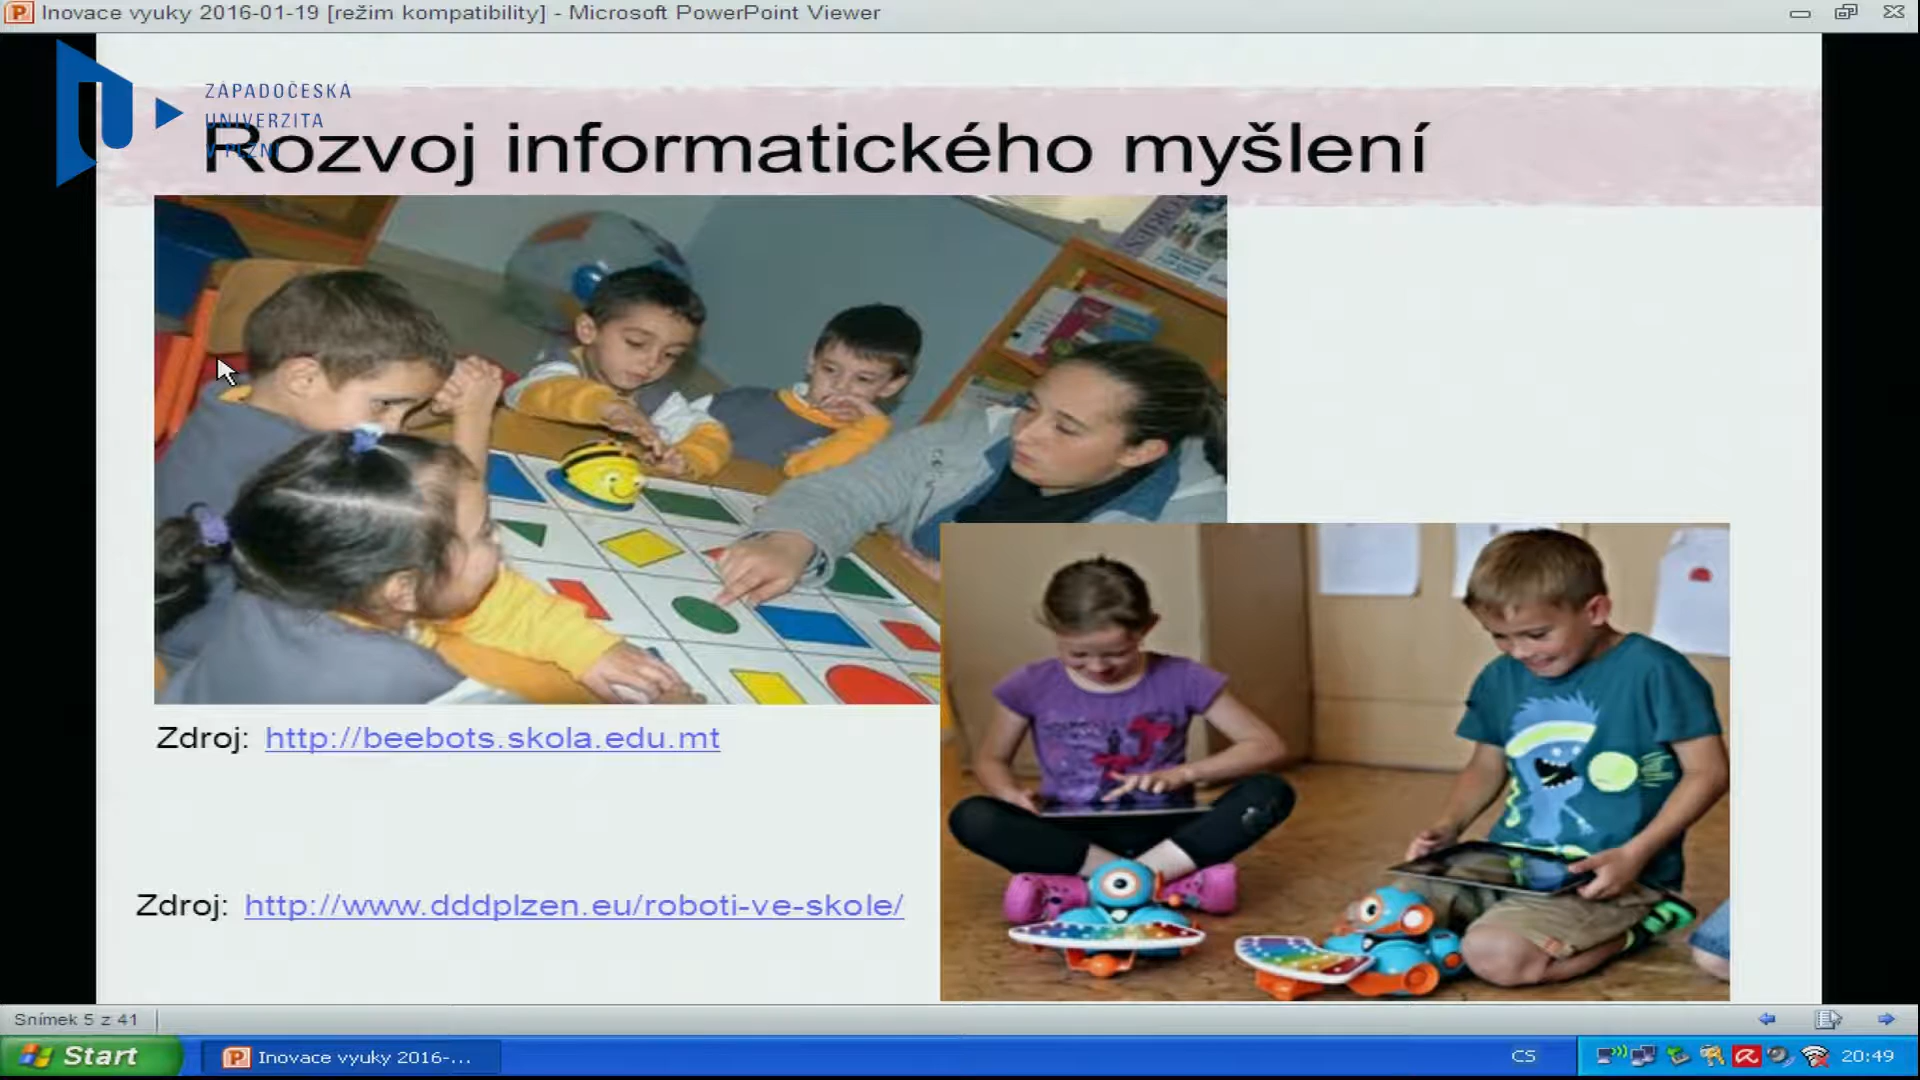 Inovace vyuky 2016-01-19 [režim kompatibility] - Microsoft PowerPoint Viewer
ZÁPADOČESKÁ
UNIVERZITA
V PLZNI
Rozvoj informatického myšlení
Zdroj: http://beebots.skola.edu.mt
Zdroj: http://www.dddplzen.eu/roboti-ve-skole/
Snímek 5 z 41
Start
Inovace vyuky 2016-...
CS
20:49